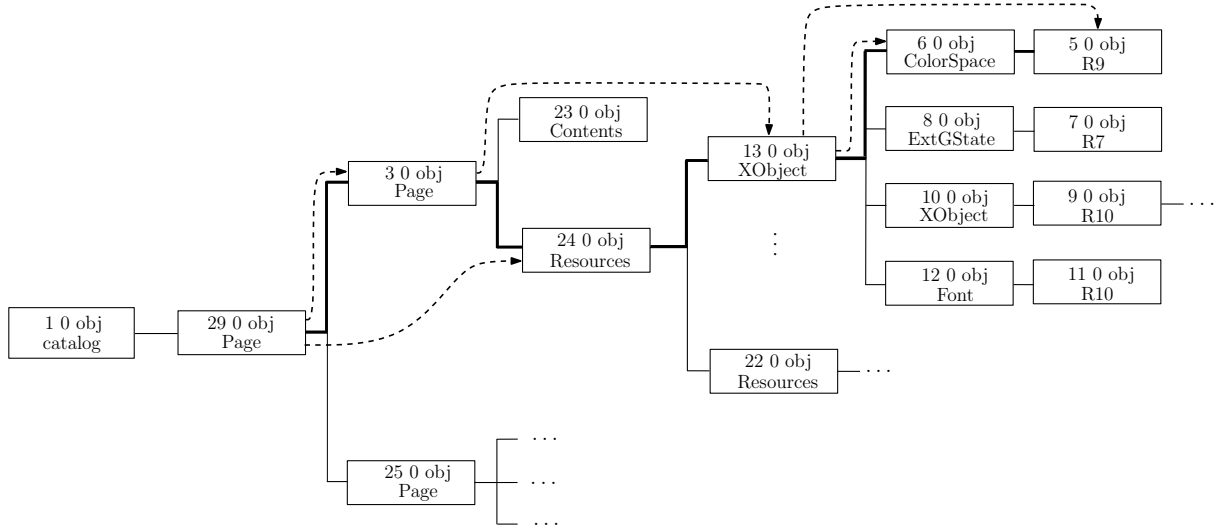 1 0 obj
catalog
29 0 obj
Page
3 0 obj
Page
25 0 obj
Page
23 0 obj
Contents
24 0 obj
Resources
13 0 obj
XObject
22 0 obj
Resources
6 0 obj
ColorSpace
5 0 obj
R9
8 0 obj
ExtGState
7 0 obj
R7
10 0 obj
XObject
9 0 obj
R10
12 0 obj
Font
11 0 obj
R10